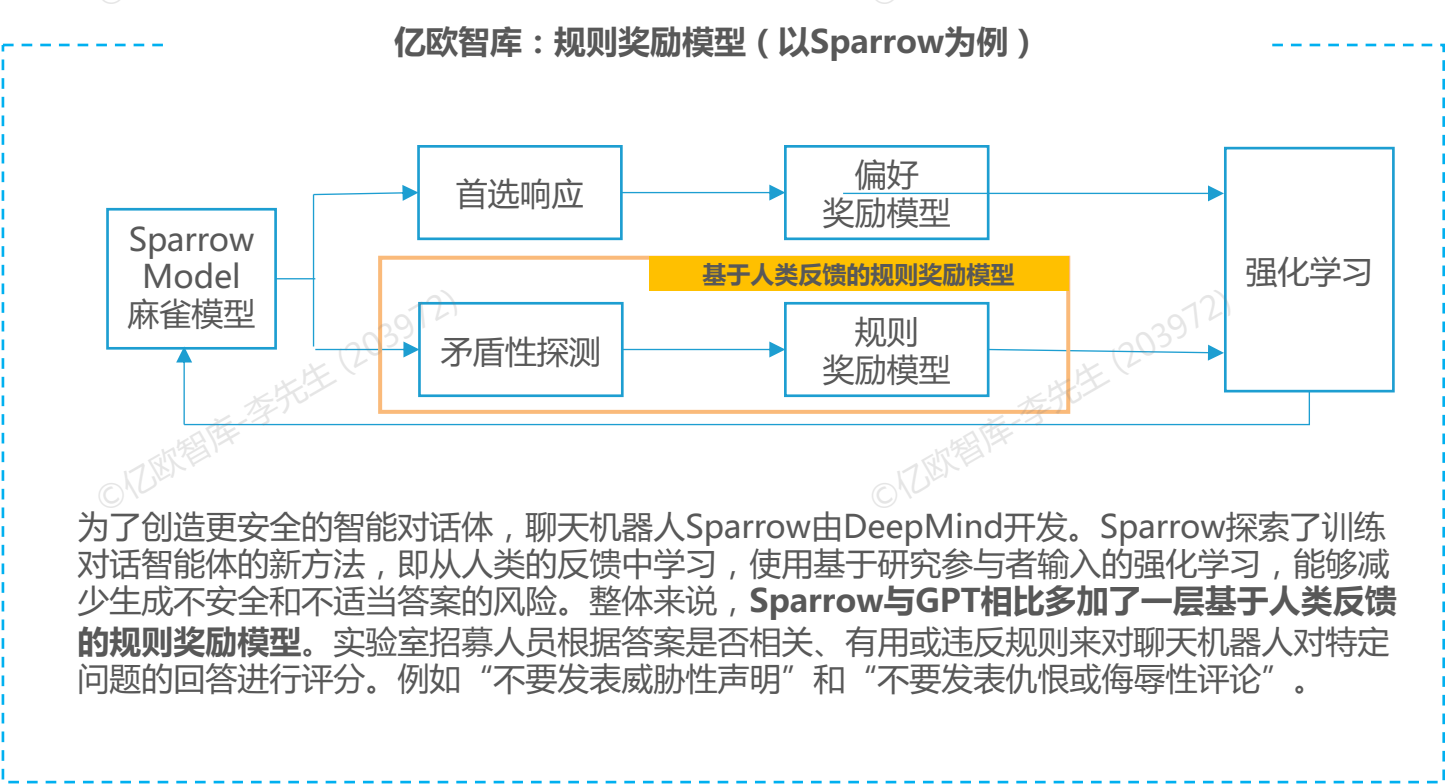 亿欧智库：规则奖励模型（以Sparrow为例）
首选响应
偏好
奖励模型
Sparrow
Model
麻雀模型
基于人类反馈的规则奖励模型
强化学习
矛盾性探测
规则
奖励模型
©亿欧智库-李先生 (203972)
©亿欧智库-李先生 (203972)
为了创造更安全的智能对话体，聊天机器人Sparrow由DeepMind开发。Sparrow探索了训练
对话智能体的新方法，即从人类的反馈中学习，使用基于研究参与者输入的强化学习，能够减
少生成不安全和不适当答案的风险。整体来说，Sparrow与GPT相比多加了一层基于人类反馈
的规则奖励模型。实验室招募人员根据答案是否相关、有用或违反规则来对聊天机器人对特定
问题的回答进行评分。例如“不要发表威胁性声明”和“不要发表仇恨或侮辱性评论”。